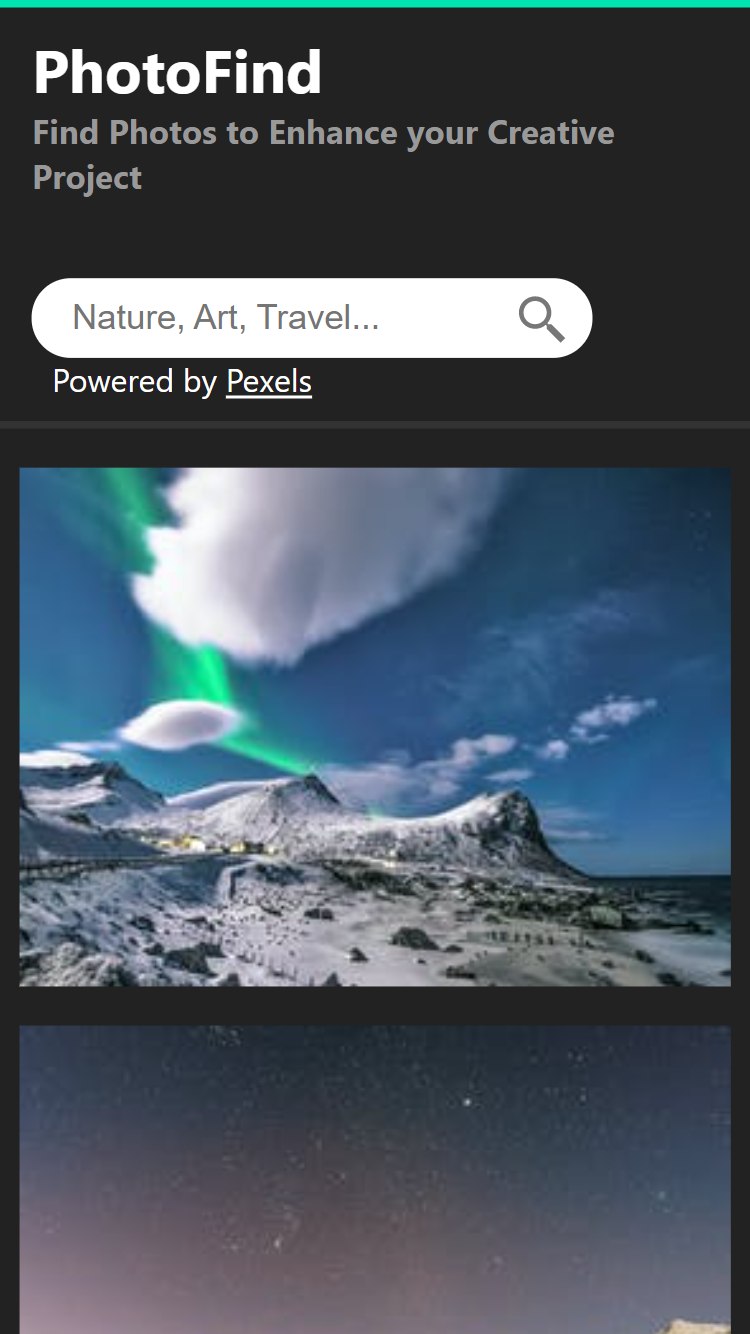 PhotoFind
Find Photos to Enhance your Creative
Project
Nature, Art, Travel...
Powered by Pexels